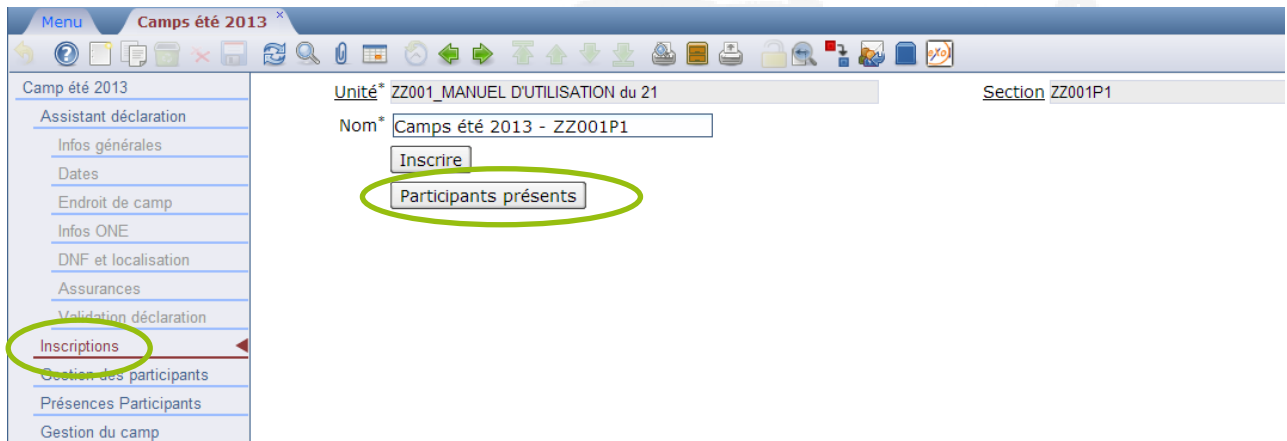 Menu
Camps été 2013
Camp été 2013
Assistant déclaration
Infos générales
Dates
Endroit de camp
Infos ONE
DNF et localisation
Assurances
Validation déclaration
Inscriptions
Gestion des participants
Présences Participants
Gestion du camp
Unité* ZZ001_MANUEL D'UTILISATION du 21
Section ZZ001P1
Nom* Camps été 2013 - ZZ001P1
Inscrire
Participants présents